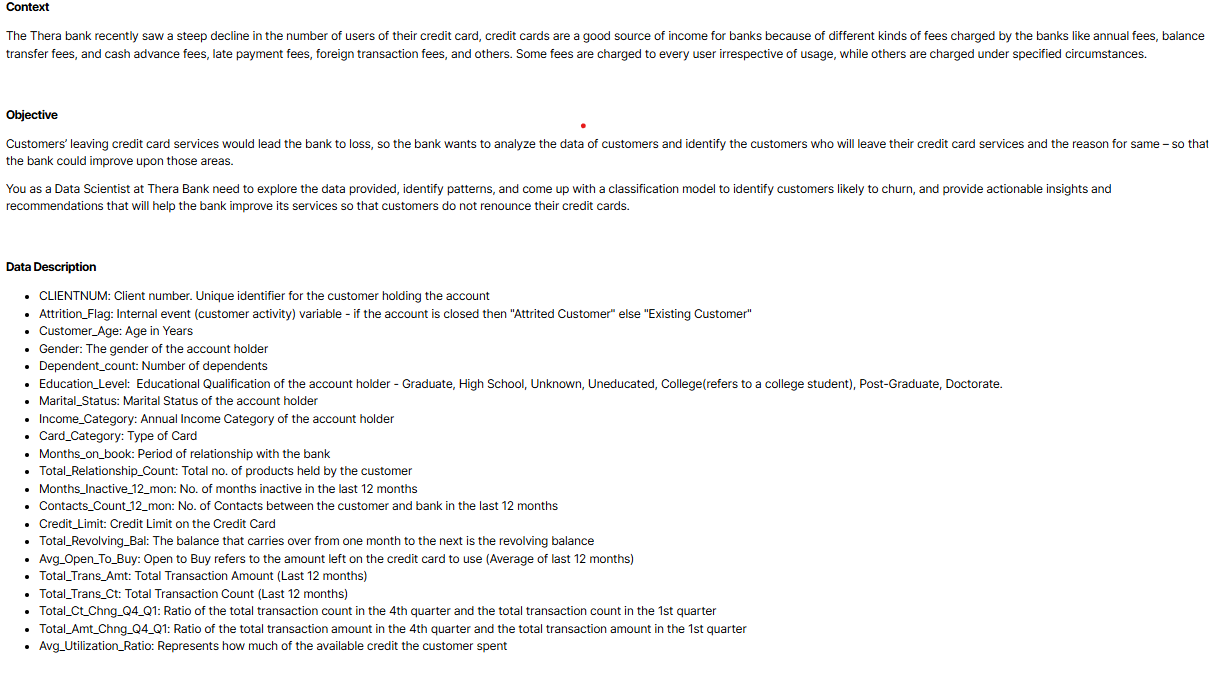 Context
The Thera bank recently saw a steep decline in the number of users of their credit card, credit cards are a good source of income for banks because of different kinds of fees charged by the banks like annual fees, balance
transfer fees, and cash advance fees, late payment fees, foreign transaction fees, and others. Some fees are charged to every user irrespective of usage, while others are charged under specified circumstances.
Objective
Customers’ leaving credit card services would lead the bank to loss, so the bank wants to analyze the data of customers and identify the customers who will leave their credit card services and the reason for same – so that
the bank could improve upon those areas.
You as a Data Scientist at Thera Bank need to explore the data provided, identify patterns, and come up with a classification model to identify customers likely to churn, and provide actionable insights and
recommendations that will help the bank improve its services so that customers do not renounce their credit cards.
Data Description
• CLIENTNUM: Client number. Unique identifier for the customer holding the account
• Attrition_Flag: Internal event (customer activity) variable - if the account is closed then "Attrited Customer" else "Existing Customer"
• Customer_Age: Age in Years
• Gender: The gender of the account holder
• Dependent_count: Number of dependents
• Education_Level: Educational Qualification of the account holder - Graduate, High School, Unknown, Uneducated, College(refers to a college student), Post-Graduate, Doctorate.
• Marital_Status: Marital Status of the account holder
• Income_Category: Annual Income Category of the account holder
• Card_Category: Type of Card
• Months_on_book: Period of relationship with the bank
• Total_Relationship_Count: Total no. of products held by the customer
• Months_Inactive_12_mon: No. of months inactive in the last 12 months
• Contacts_Count_12_mon: No. of Contacts between the customer and bank in the last 12 months
• Credit_Limit: Credit Limit on the Credit Card
• Total_Revolving_Bal: The balance that carries over from one month to the next is the revolving balance
• Avg_Open_To_Buy: Open to Buy refers to the amount left on the credit card to use (Average of last 12 months)
• Total_Trans_Amt: Total Transaction Amount (Last 12 months)
• Total_Trans_Ct: Total Transaction Count (Last 12 months)
• Total_Ct_Chng_Q4_Q1: Ratio of the total transaction count in the 4th quarter and the total transaction count in the 1st quarter
• Total_Amt_Chng_Q4_Q1: Ratio of the total transaction amount in the 4th quarter and the total transaction amount in the 1st quarter
• Avg_Utilization_Ratio: Represents how much of the available credit the customer spent